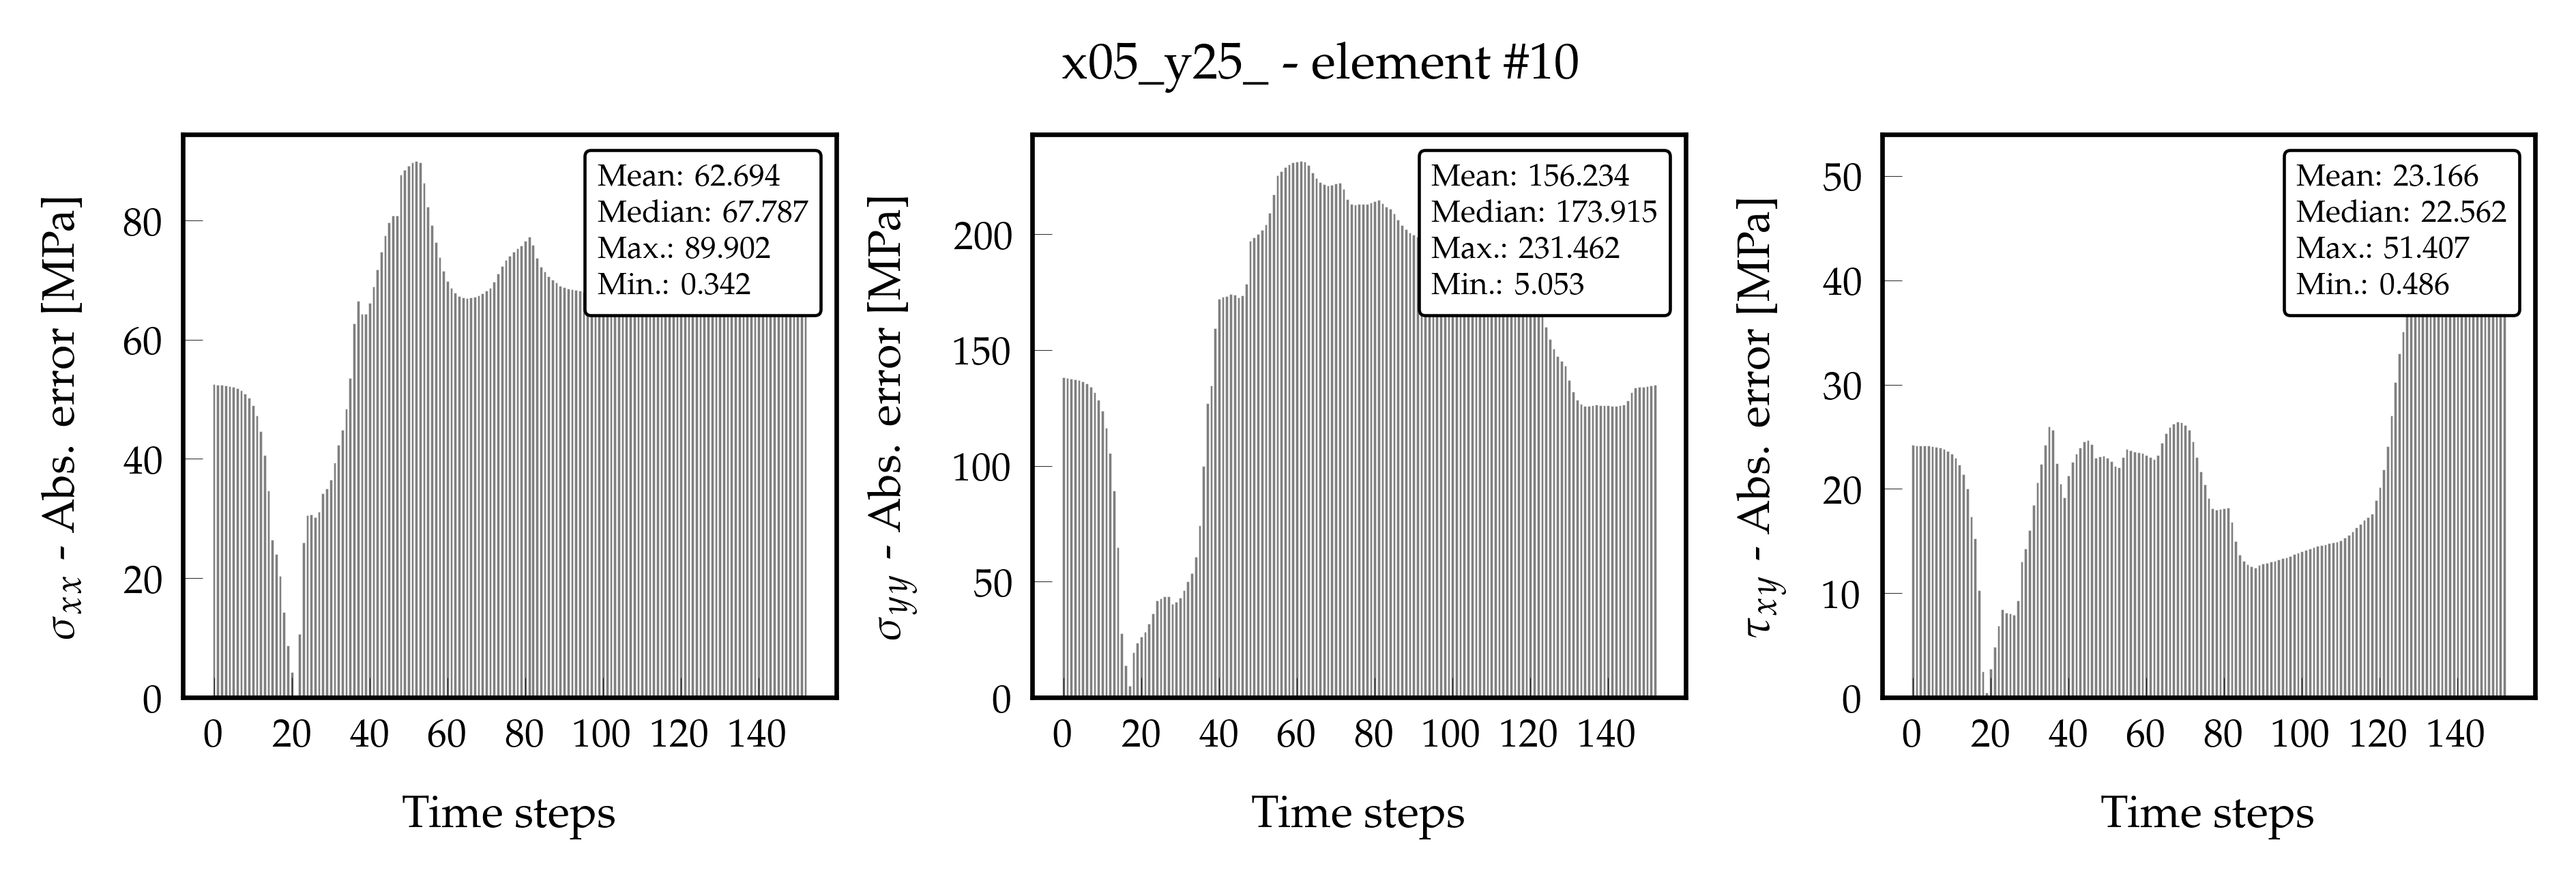 x05_y25_ - element #10
σxx - Abs. error [MPa]
80
60
40
20
0
Mean: 62.694
Median: 67.787
Max.: 89.902
Min.: 0.342
0 20 40 60 80 100 120 140
Time steps
σyy - Abs. error [MPa]
200
150
100
50
0
Mean: 156.234
Median: 173.915
Max.: 231.462
Min.: 5.053
0 20 40 60 80 100 120 140
Time steps
τxy - Abs. error [MPa]
50
40
30
20
10
0
Mean: 23.166
Median: 22.562
Max.: 51.407
Min.: 0.486
0 20 40 60 80 100 120 140
Time steps